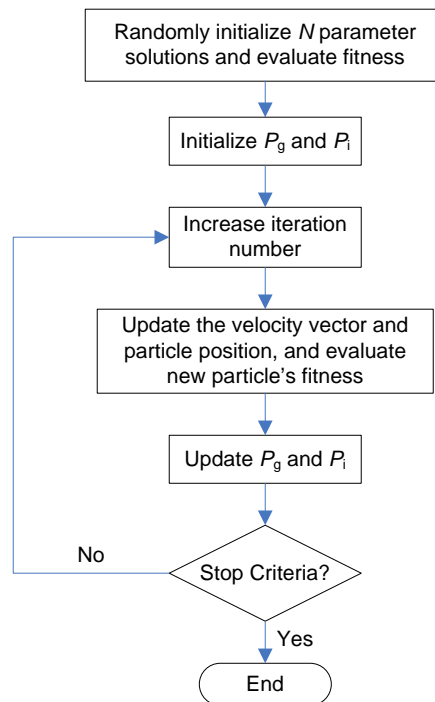 Randomly initialize N parameter
solutions and evaluate fitness
Initialize Pg and Pi
Increase iteration
number
Update the velocity vector and
particle position, and evaluate
new particle's fitness
Update Pg and Pi
No
Stop Criteria?
Yes
End